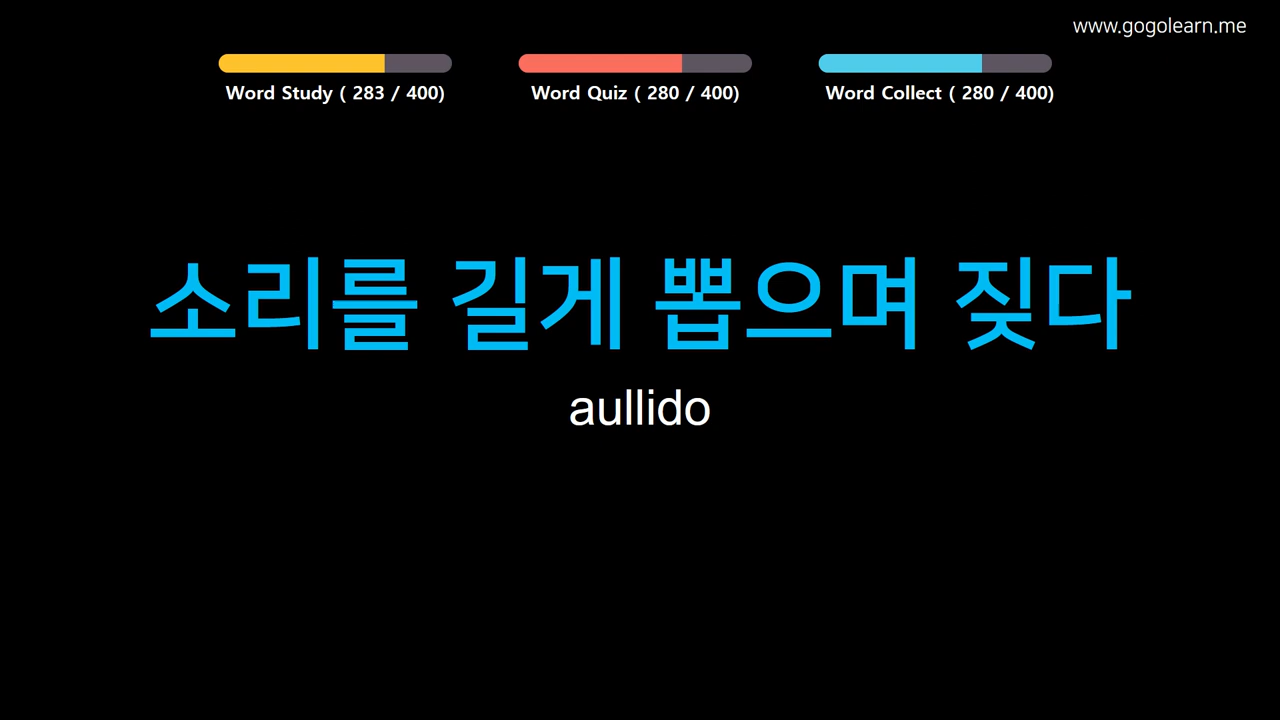 www.gogolearn.me
Word Study ( 283 / 400)
Word Quiz ( 280 / 400)
Word Collect ( 280 / 400)
소리를 길게 뽑으며 짖다
aullido